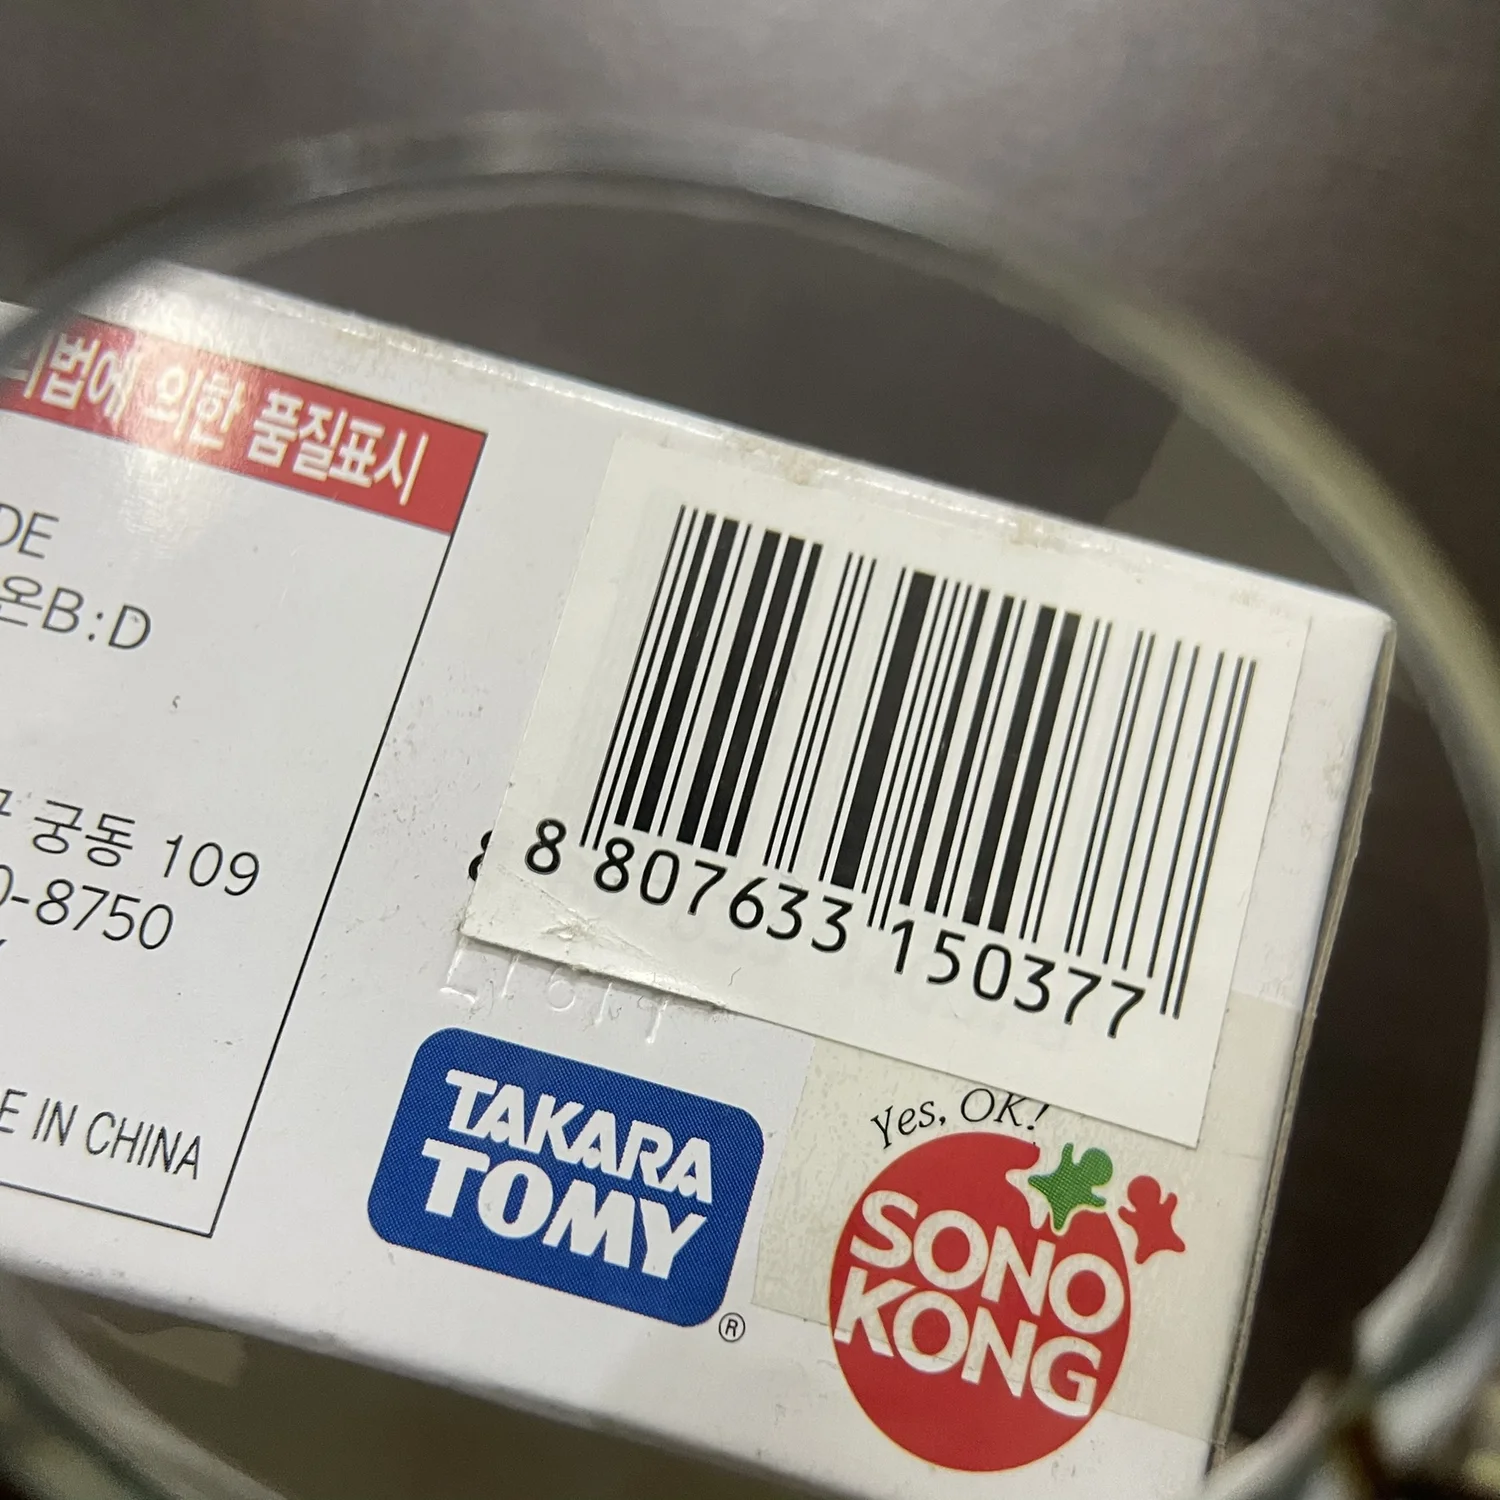 법에 의한 품질표시
DE
온B:D
궁동 109
0-8750
E IN CHINA
8 807633 150377
TAKARA
TOMY
®
Yes, OK!
SONO
KONG